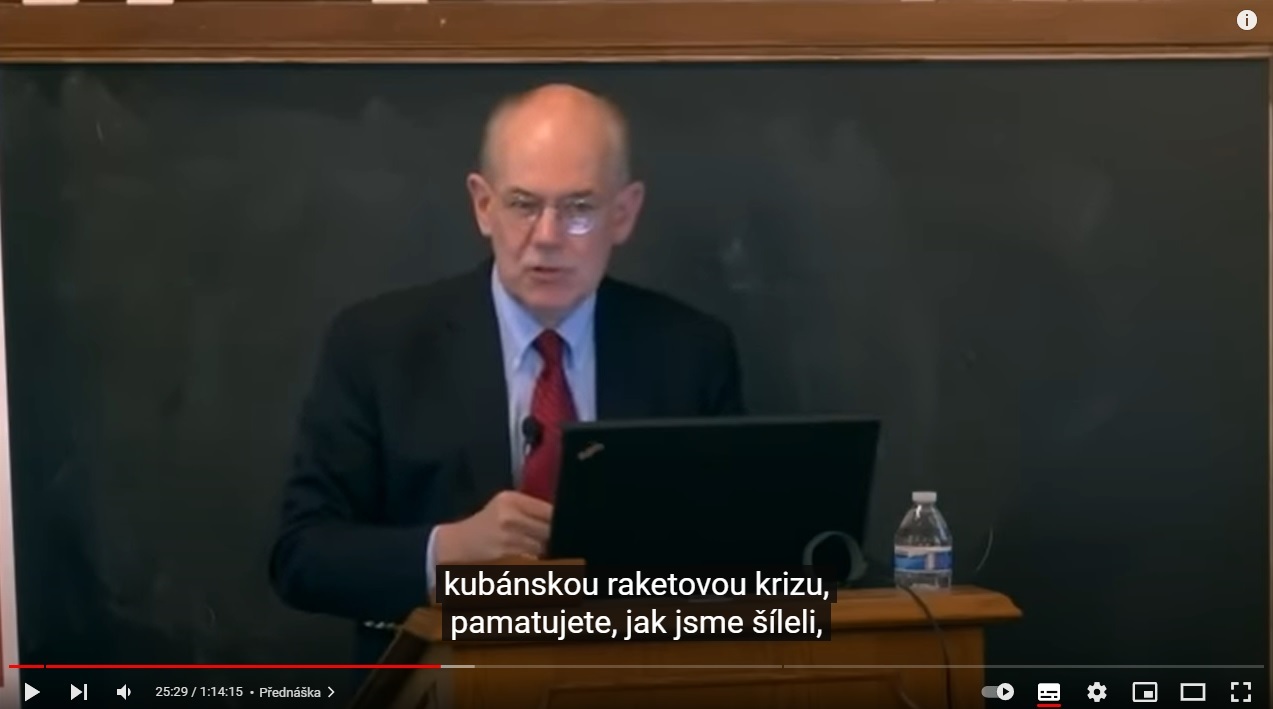 kubánskou raketovou krizu,
pamatujete, jak jsme šíleli,
25:29 / 1:14:15 • Přednáška